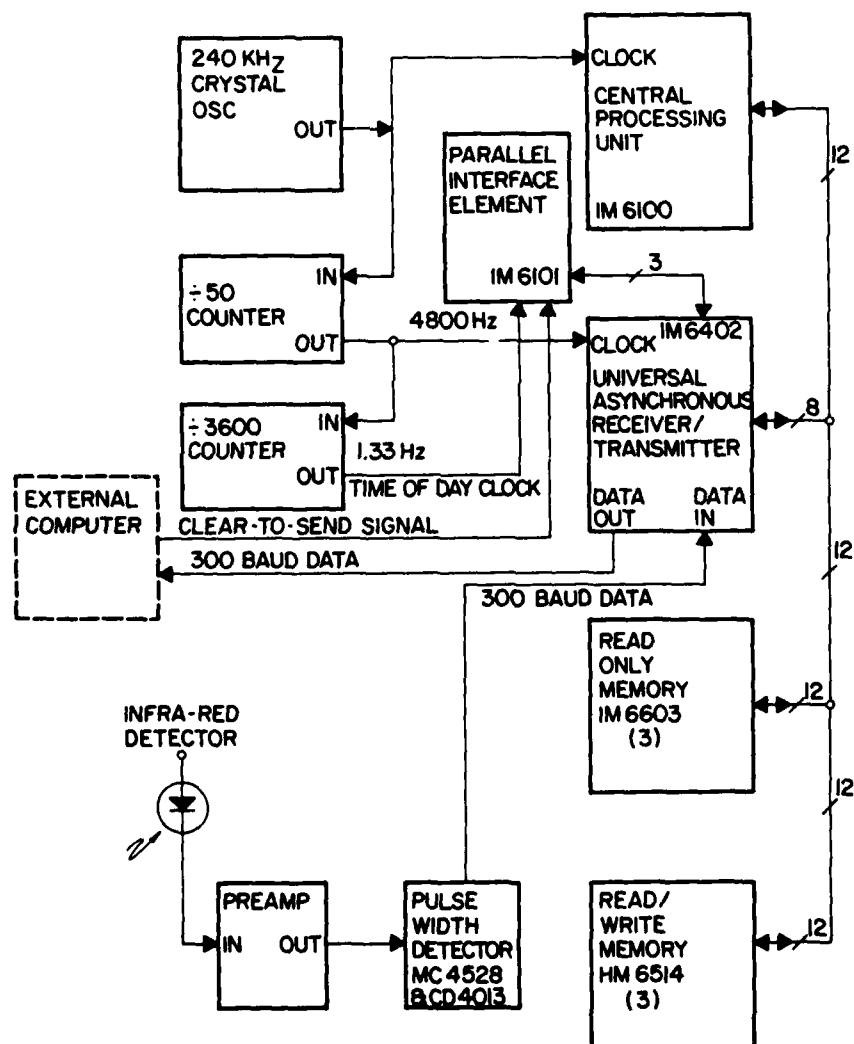 240 KHZ
CRYSTAL
OSC
OUT
CLOCK
CENTRAL
PROCESSING
UNIT
IM 6100
12
PARALLEL
INTERFACE
ELEMENT
IM 6101
3
IN
÷50
COUNTER
OUT
4800 Hz
IM 6402
CLOCK
UNIVERSAL
ASYNCHRONOUS
RECEIVER/
TRANSMITTER
DATA
OUT
DATA
IN
8
IN
÷3600
COUNTER
OUT
1.33 Hz
TIME OF DAY CLOCK
EXTERNAL
COMPUTER
CLEAR-TO-SEND SIGNAL
300 BAUD DATA
300 BAUD DATA
12
READ
ONLY
MEMORY
IM 6603
(3)
12
12
INFRA-RED
DETECTOR
PREAMP
IN
OUT
PULSE
WIDTH
DETECTOR
MC 4528
& CD4013
READ/
WRITE
MEMORY
HM 6514
(3)
12